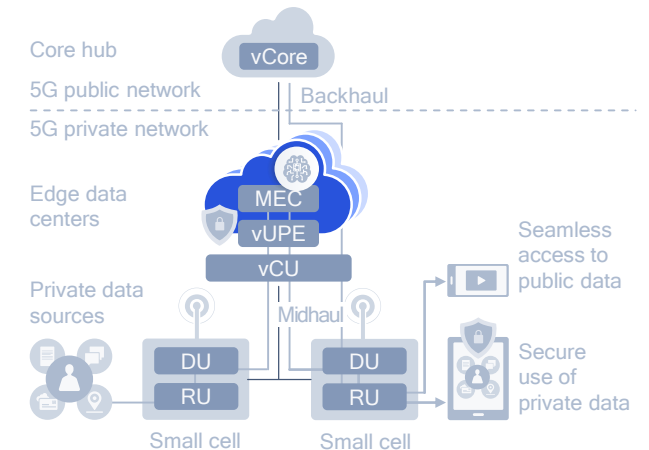 Core hub
vCore
5G public network
Backhaul
5G private network
Edge data
centers
MEC
vUPE
vCU
Seamless
access to
public data
Private data
sources
Midhaul
DU
RU
DU
RU
Secure
use of
private data
Small cell
Small cell